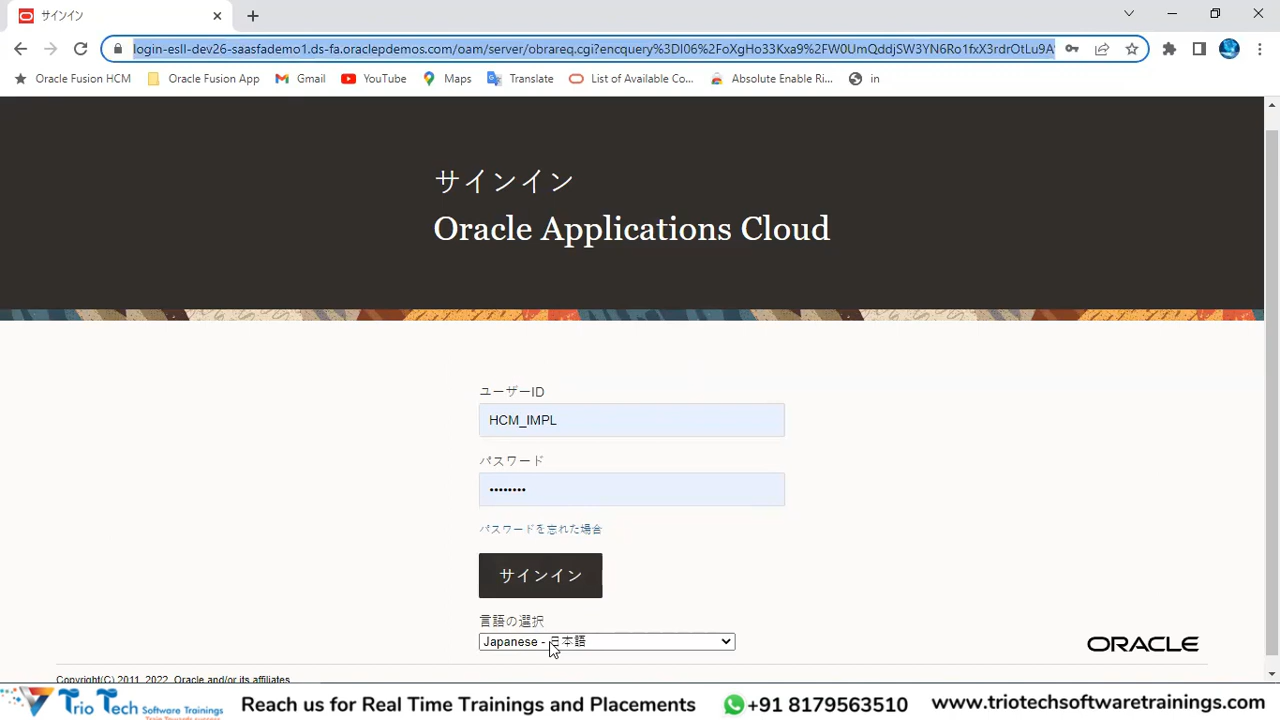 サインイン
login-esll-dev26-saasfademo1.ds-fa.oraclepdemos.com/oam/server/obrareq.cgi?encquery%3DI06%2FoXgHo33Kxa9%2FW0UmQddjSW3YN6Ro1fxX3rdrOtLu9A
Oracle Fusion HCM Oracle Fusion App Gmail YouTube Maps Translate List of Available Co... Absolute Enable Ri... in
サインイン
Oracle Applications Cloud
ユーザーID
HCM_IMPL
パスワード
••••••••
パスワードを忘れた場合
サインイン
言語の選択
Japanese - 日本語
ORACLE
Copyright(C) 2011, 2022, Oracle and/or its affiliates.
Trio Tech Software Trainings
Train Towards success
Reach us for Real Time Trainings and Placements
+91 8179563510
www.triotechsoftwaretrainings.com